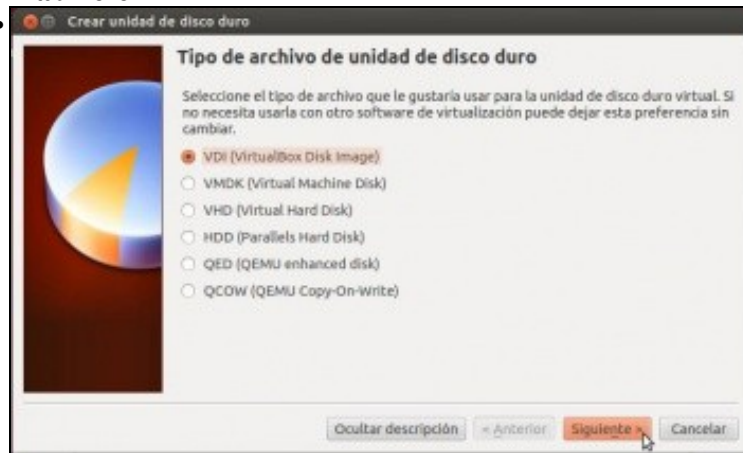 Crear unidad de disco duro
Tipo de archivo de unidad de disco duro
Seleccione el tipo de archivo que le gustaría usar para la unidad de disco duro virtual. Si
no necesita usarla con otro software de virtualización puede dejar esta preferencia sin
cambiar.
VDI (VirtualBox Disk Image)
VMDK (Virtual Machine Disk)
VHD (Virtual Hard Disk)
HDD (Parallels Hard Disk)
QED (QEMU enhanced disk)
QCOW (QEMU Copy-On-Write)
Ocultar descripción < Anterior Siguiente > Cancelar